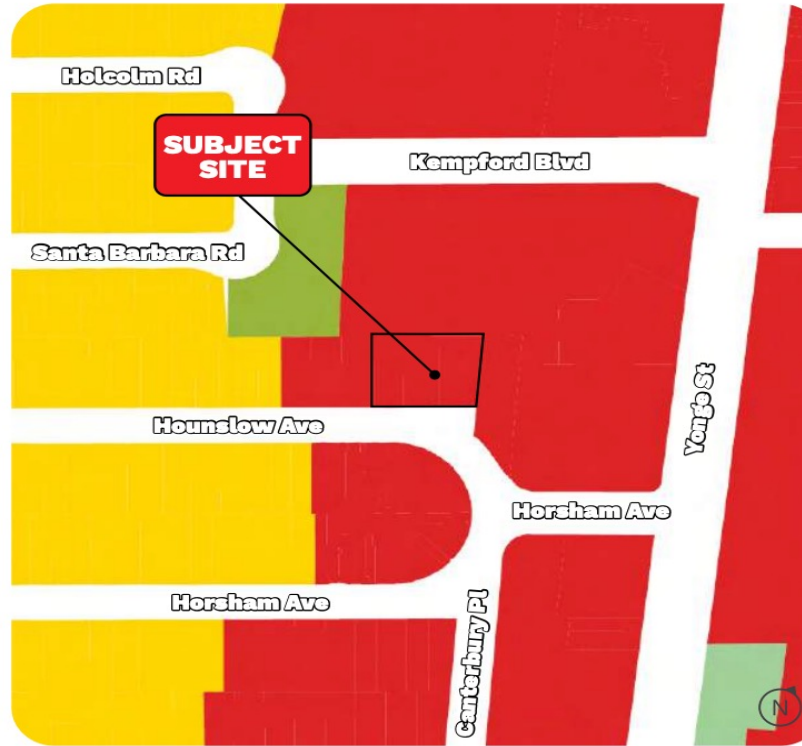 Holcolm Rd
SUBJECT
SITE
Kempford Blvd
Santa Barbara Rd
Yonge St
Hounslow Ave
Horsham Ave
Horsham Ave
Canterbury Pl
N